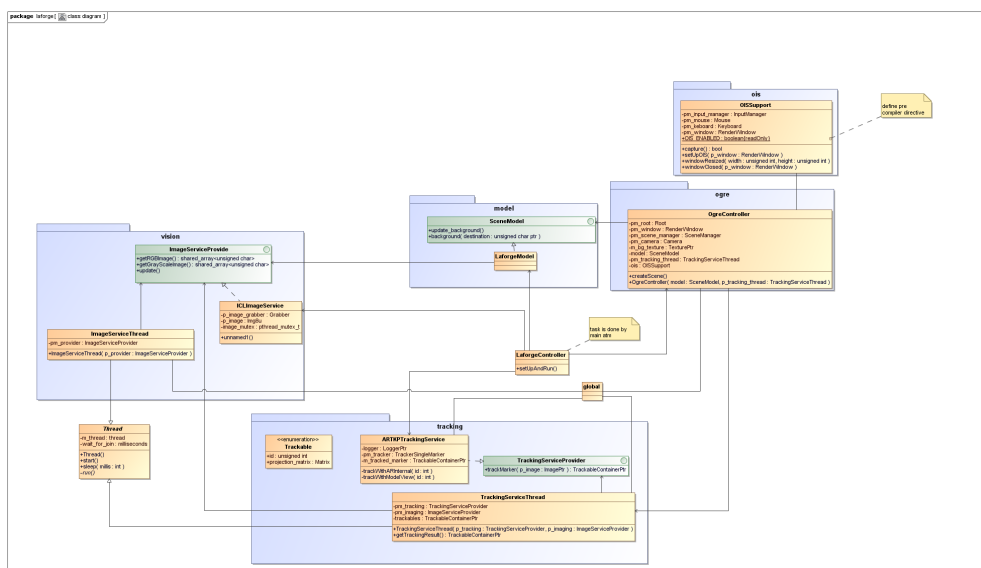 package laforge [ class diagram ]
ois
OISSupport
-pm_input_manager : InputManager
-pm_mouse : Mouse
-pm_keboard : Keyboard
-pm_window : RenderWindow
+OIS_ENABLED : boolean{readOnly}
+capture() : bool
+setUpOIS( p_window : RenderWindow )
+windowResized( width : unsigned int, height : unsigned int )
+windowClosed( p_window : RenderWindow )
define pre
compiler directive
ogre
OgreController
-pm_root : Root
-pm_window : RenderWindow
-pm_scene_manager : SceneManager
-pm_camera : Camera
-m_bg_texture : TexturePtr
-model : SceneModel
-pm_tracking_thread : TrackingServiceThread
-ois : OISSupport
+createScene()
+OgreController( model : SceneModel, p_tracking_thread : TrackingServiceThread )
model
SceneModel
+update_background()
+background( destination : unsigned char ptr )
LaforgeModel
vision
ImageServiceProvide
+getRGBImage() : shared_array<unsigned char>
+getGrayScaleImage() : shared_array<unsigned char>
+update()
ICLImageService
-p_image_grabber : Grabber
-p_image : ImgBu
-image_mutex : pthread_mutex_t
+unnamed1()
ImageServiceThread
-pm_provider : ImageServiceProvider
+ImageServiceThread( p_provider : ImageServiceProvider )
task is done by
main atm
LaforgeController
+setUpAndRun()
global
Thread
-m_thread : thread
-wait_for_join : milliseconds
+Thread()
+start()
+sleep( millis : int )
-run()
tracking
<<enumeration>>
Trackable
+id : unsigned int
+projection_matrix : Matrix
ARTKPTrackingService
-logger : LoggerPtr
-pm_tracker : TrackerSingleMarker
-m_tracked_marker : TrackableContainerPtr
-trackWithARInternal( id : int )
-trackWithModelView( id : int )
TrackingServiceProvider
+trackMarker( p_image : ImagePtr ) : TrackableContainerPtr
TrackingServiceThread
-pm_tracking : TrackingServiceProvider
-pm_imaging : ImageServiceProvider
-trackables : TrackableContainerPtr
+TrackingServiceThread( p_tracking : TrackingServiceProvider, p_imaging : ImageServiceProvider )
+getTrackingResult() : TrackableContainerPtr